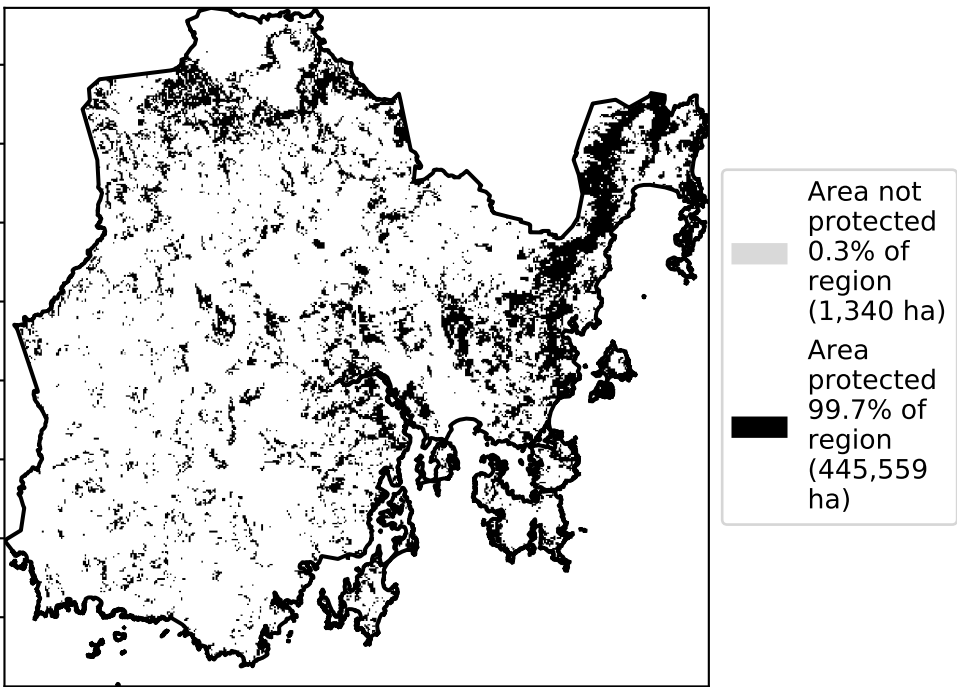 Area not
protected
0.3% of
region
(1,340 ha)
Area
protected
99.7% of
region
(445,559
ha)